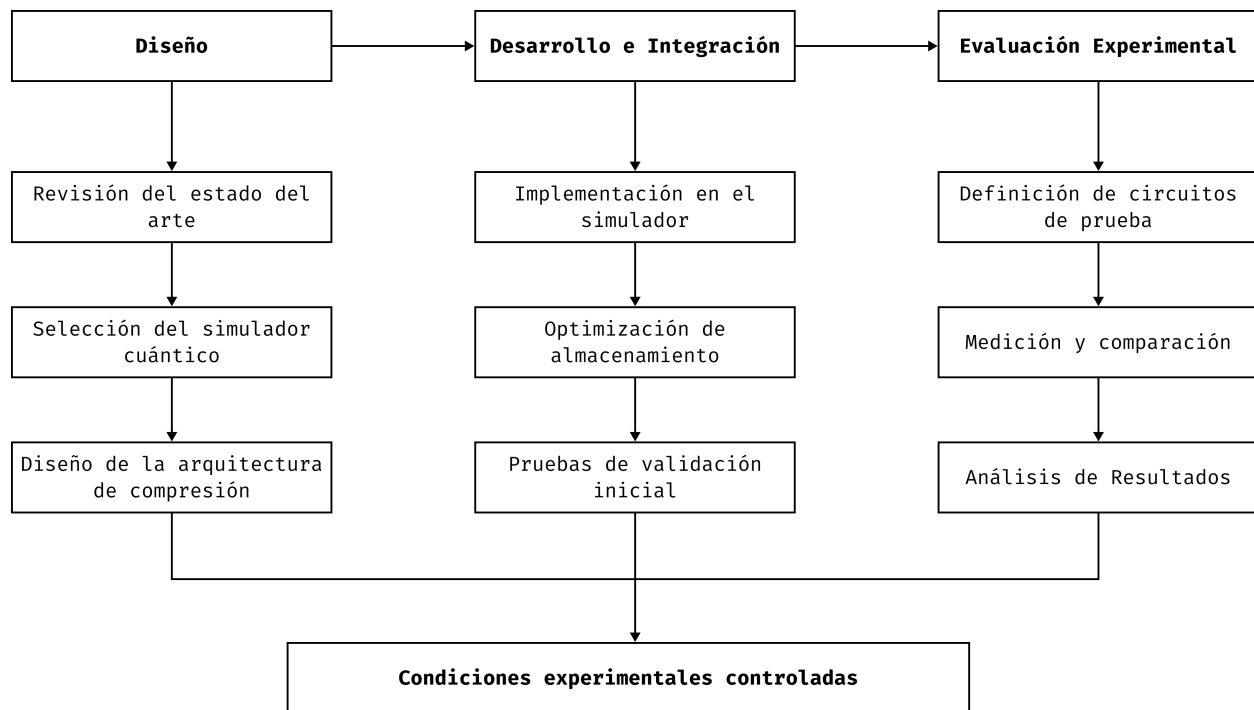 Diseño
Desarrollo e Integración
Evaluación Experimental
Revisión del estado del
arte
Implementación en el
simulador
Definición de circuitos
de prueba
Selección del simulador
cuántico
Optimización de
almacenamiento
Medición y comparación
Diseño de la arquitectura
de compresión
Pruebas de validación
inicial
Análisis de Resultados
Condiciones experimentales controladas